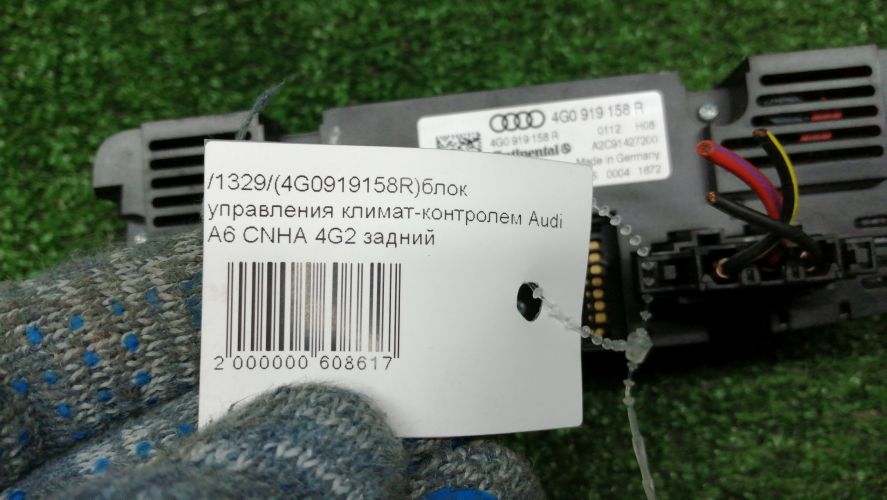 4G0 919 158 R
4G0 919 158 R 0112 H08
A2C91427200
Made in Germany
0004 1672
/1329/(4G0919158R)блок
управления климат-контролем Audi
A6 CNHA 4G2 задний
2 000000 608617